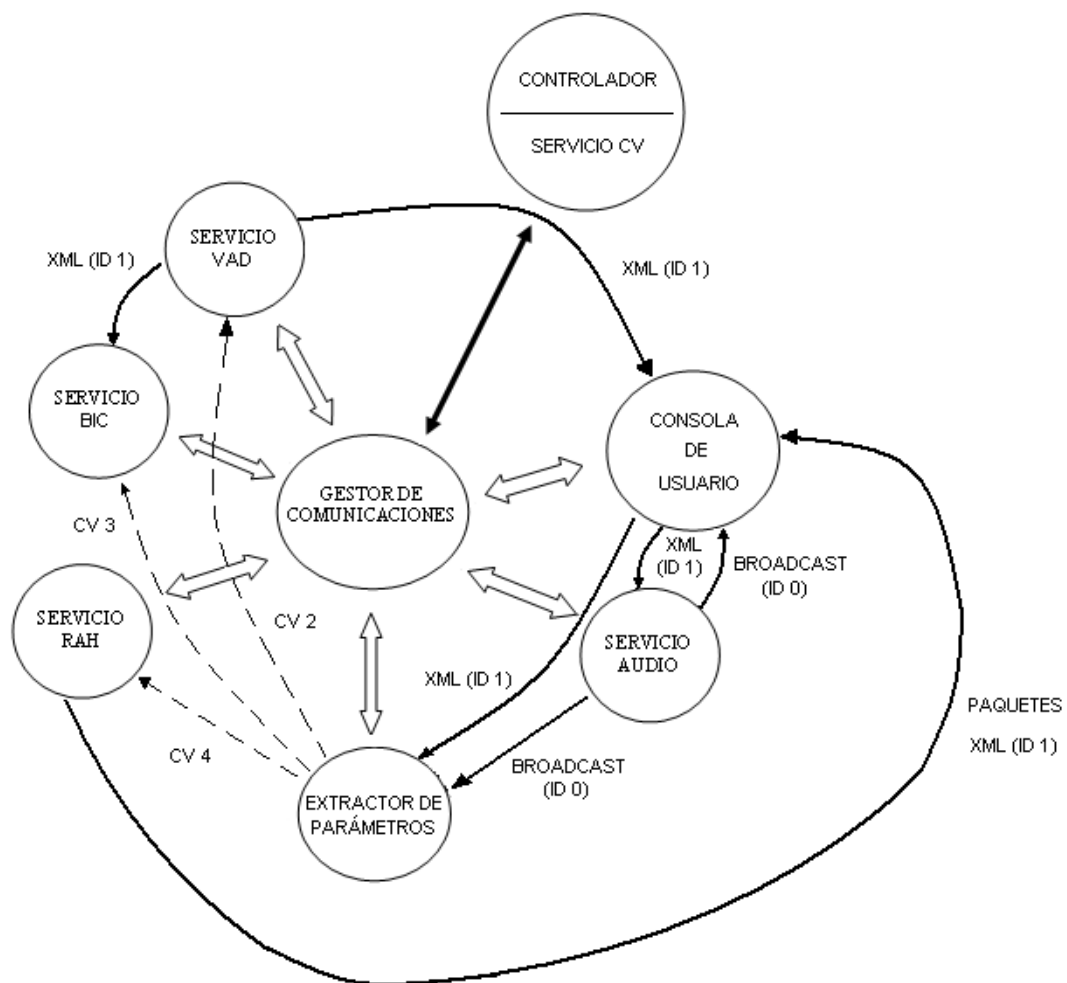 CONTROLADOR
SERVICIO CV
SERVICIO
VAD
XML (ID 1)
XML (ID 1)
SERVICIO
BIC
CONSOLA
DE
USUARIO
GESTOR DE
COMUNICACIONES
CV 3
XML
(ID 1)
BROADCAST
(ID 0)
SERVICIO
RAH
CV 2
SERVICIO
AUDIO
XML (ID 1)
PAQUETES
XML (ID 1)
CV 4
BROADCAST
(ID 0)
EXTRACTOR DE
PARÁMETROS